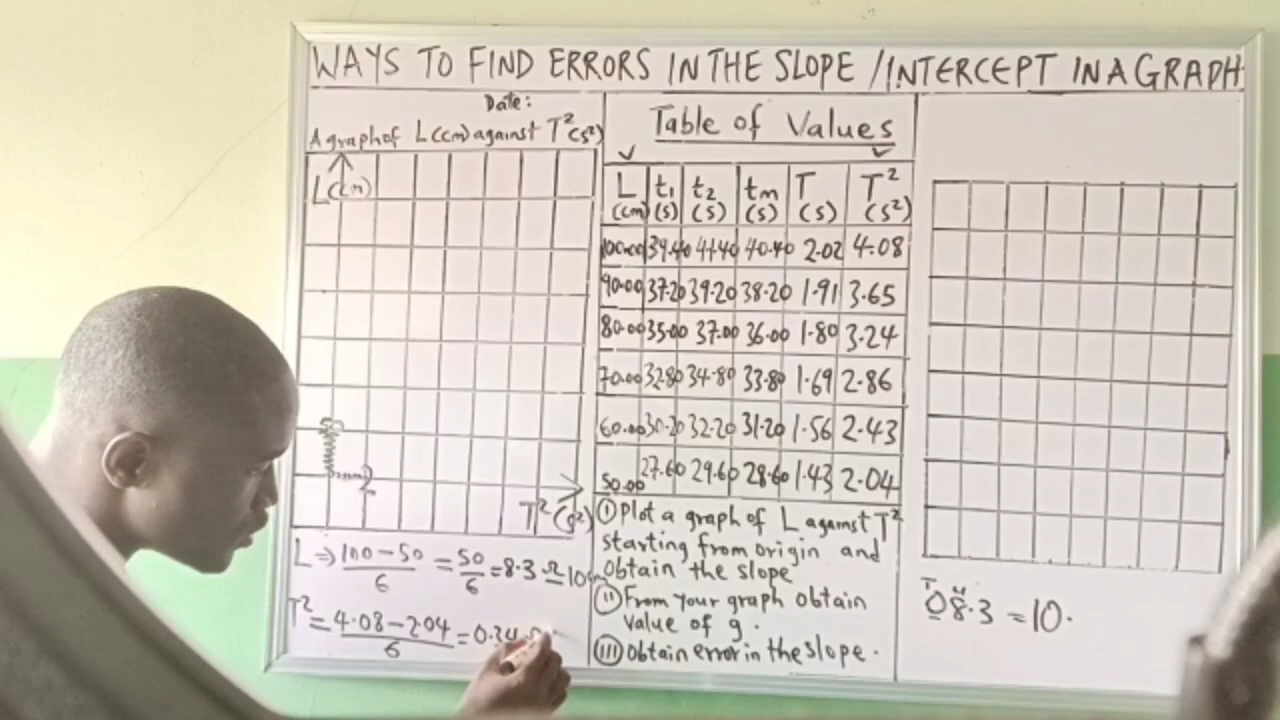 WAYS TO FIND ERRORS IN THE SLOPE / INTERCEPT IN A GRAPH
Date:
A graph of L(cm) against T²(s²)
L(cm)
50
2
T²(s²)
L ⇒ 100 - 50 / 6 = 50 / 6 = 8.3 ≏ 10cm
T² = 4.08 - 2.04 / 6 = 0.34
Table of Values
L (cm) t₁ (s) t₂ (s) tm (s) T (s) T² (s²)
100.00 39.40 41.40 40.40 2.02 4.08
90.00 37.20 39.20 38.20 1.91 3.65
80.00 35.00 37.00 36.00 1.80 3.24
70.00 32.80 34.80 33.80 1.69 2.86
60.00 30.20 32.20 31.20 1.56 2.43
50.00 27.60 29.60 28.60 1.43 2.04
(I) Plot a graph of L against T²
starting from origin and
obtain the slope
(II) From your graph obtain
value of g.
(III) Obtain error in the slope.
T U
08.3 = 10.